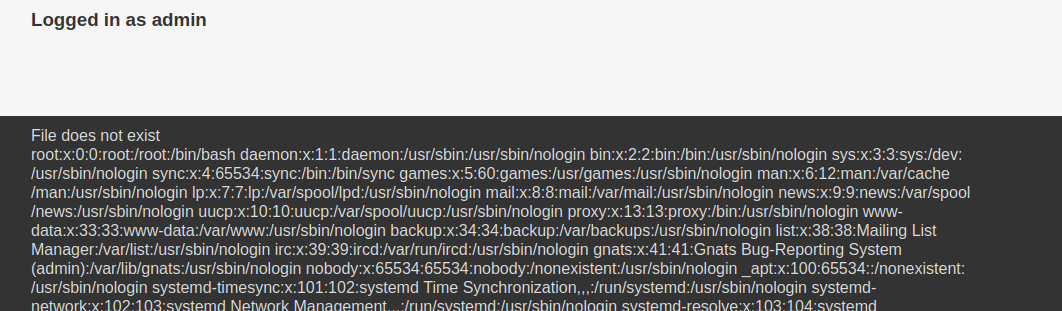 Logged in as admin
File does not exist
root:x:0:0:root:/root:/bin/bash daemon:x:1:1:daemon:/usr/sbin:/usr/sbin/nologin bin:x:2:2:bin:/bin:/usr/sbin/nologin sys:x:3:3:sys:/dev:
/usr/sbin/nologin sync:x:4:65534:sync:/bin:/bin/sync games:x:5:60:games:/usr/games:/usr/sbin/nologin man:x:6:12:man:/var/cache
/man:/usr/sbin/nologin lp:x:7:7:lp:/var/spool/lpd:/usr/sbin/nologin mail:x:8:8:mail:/var/mail:/usr/sbin/nologin news:x:9:9:news:/var/spool
/news:/usr/sbin/nologin uucp:x:10:10:uucp:/var/spool/uucp:/usr/sbin/nologin proxy:x:13:13:proxy:/bin:/usr/sbin/nologin www-
data:x:33:33:www-data:/var/www:/usr/sbin/nologin backup:x:34:34:backup:/var/backups:/usr/sbin/nologin list:x:38:38:Mailing List
Manager:/var/list:/usr/sbin/nologin irc:x:39:39:ircd:/var/run/ircd:/usr/sbin/nologin gnats:x:41:41:Gnats Bug-Reporting System
(admin):/var/lib/gnats:/usr/sbin/nologin nobody:x:65534:65534:nobody:/nonexistent:/usr/sbin/nologin _apt:x:100:65534::/nonexistent:
/usr/sbin/nologin systemd-timesync:x:101:102:systemd Time Synchronization,,,:/run/systemd:/usr/sbin/nologin systemd-
network:x:102:103:systemd Network Management,,,:/run/systemd:/usr/sbin/nologin systemd-resolve:x:103:104:systemd